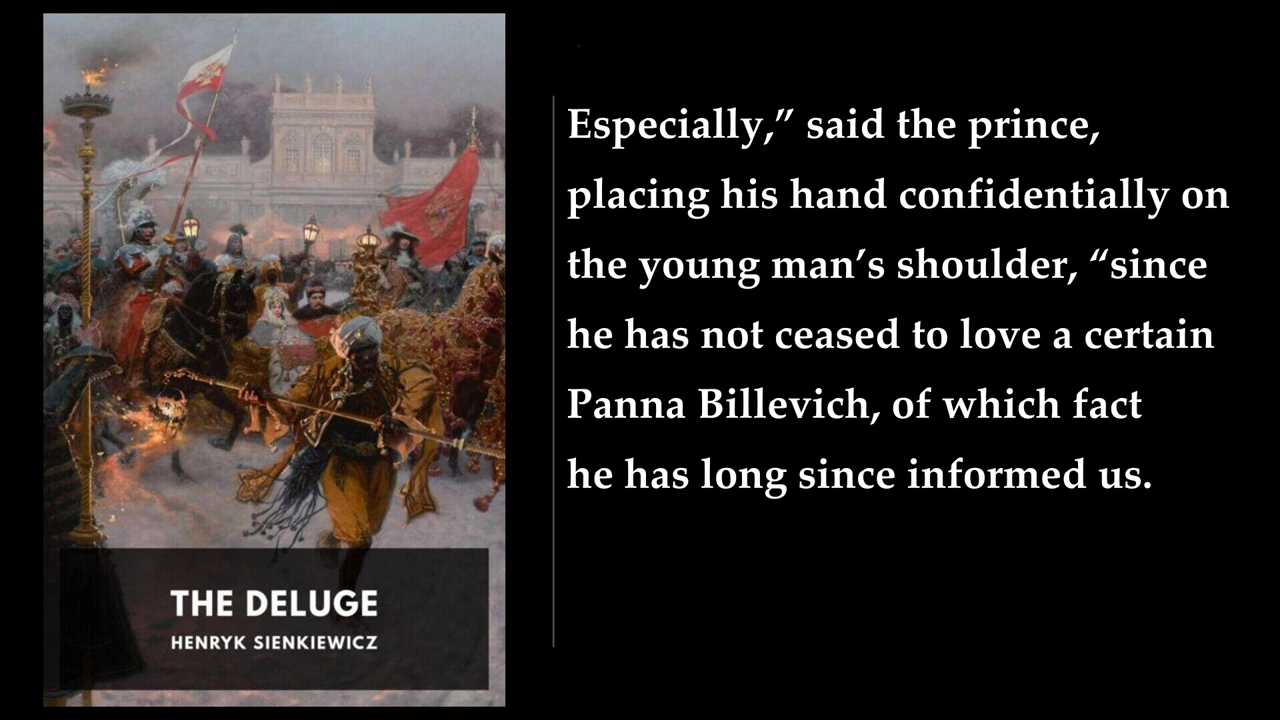 THE DELUGE
HENRYK SIENKIEWICZ
Especially,” said the prince,
placing his hand confidentially on
the young man’s shoulder, “since
he has not ceased to love a certain
Panna Billevich, of which fact
he has long since informed us.